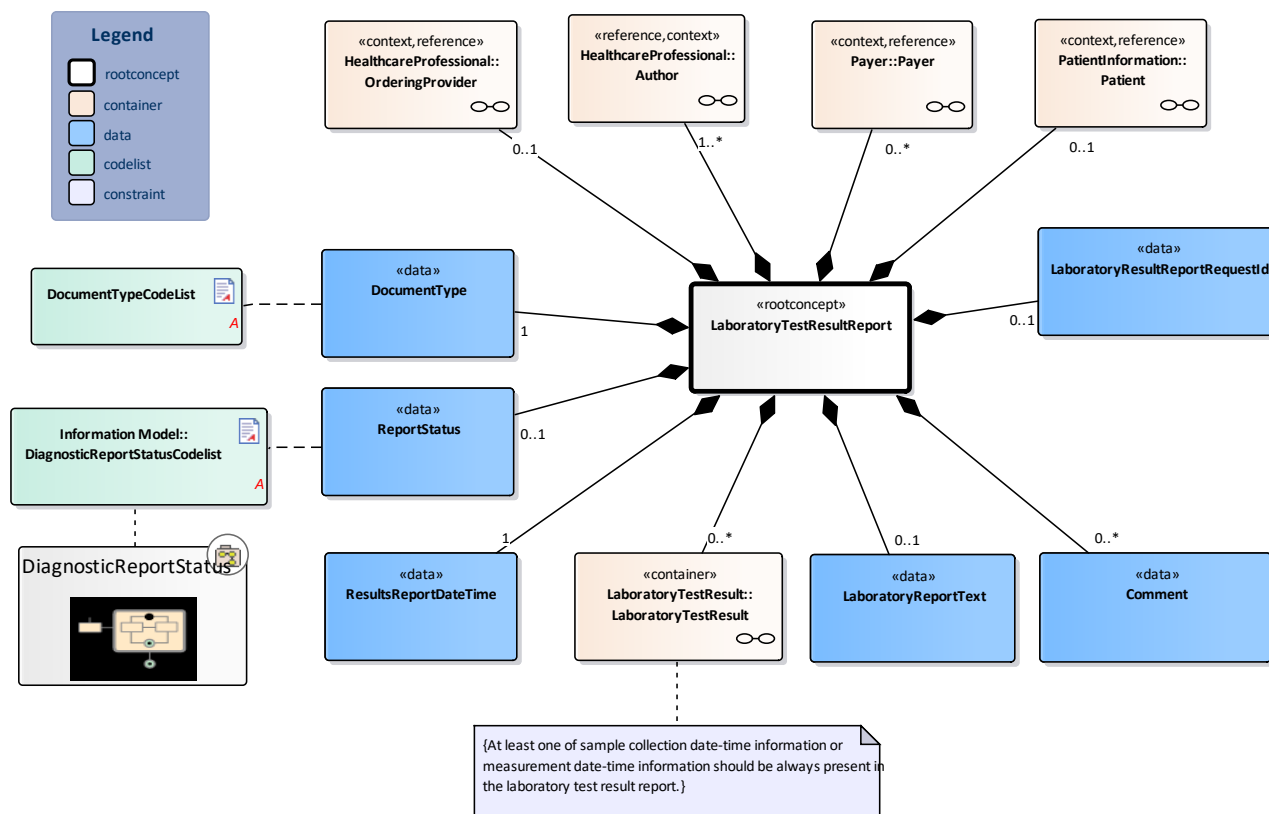 Legend
rootconcept
container
data
codelist
constraint
«context,reference»
HealthcareProfessional::
OrderingProvider
«reference,context»
HealthcareProfessional::
Author
«context,reference»
Payer::Payer
«context,reference»
PatientInformation::
Patient
0..1
1..*
0..*
0..1
DocumentTypeCodeList
A
«data»
DocumentType
1
«rootconcept»
LaboratoryTestResultReport
«data»
LaboratoryResultReportRequestId
0..1
Information Model::
DiagnosticReportStatusCodelist
A
«data»
ReportStatus
0..1
DiagnosticReportStatus
1
0..*
0..1
0..*
«data»
ResultsReportDateTime
«container»
LaboratoryTestResult::
LaboratoryTestResult
«data»
LaboratoryReportText
«data»
Comment
{At least one of sample collection date-time information or
measurement date-time information should be always present in
the laboratory test result report.}